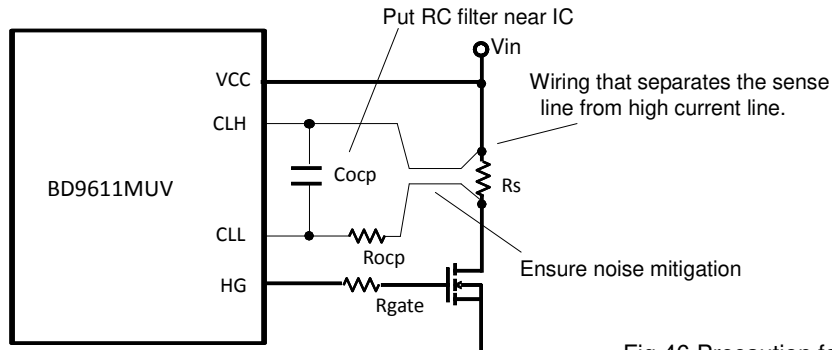 Put RC filter near IC
Vin
VCC
Wiring that separates the sense
line from high current line.
CLH
Cocp
Rs
BD9611MUV
CLL
Rocp
Ensure noise mitigation
HG
Rgate